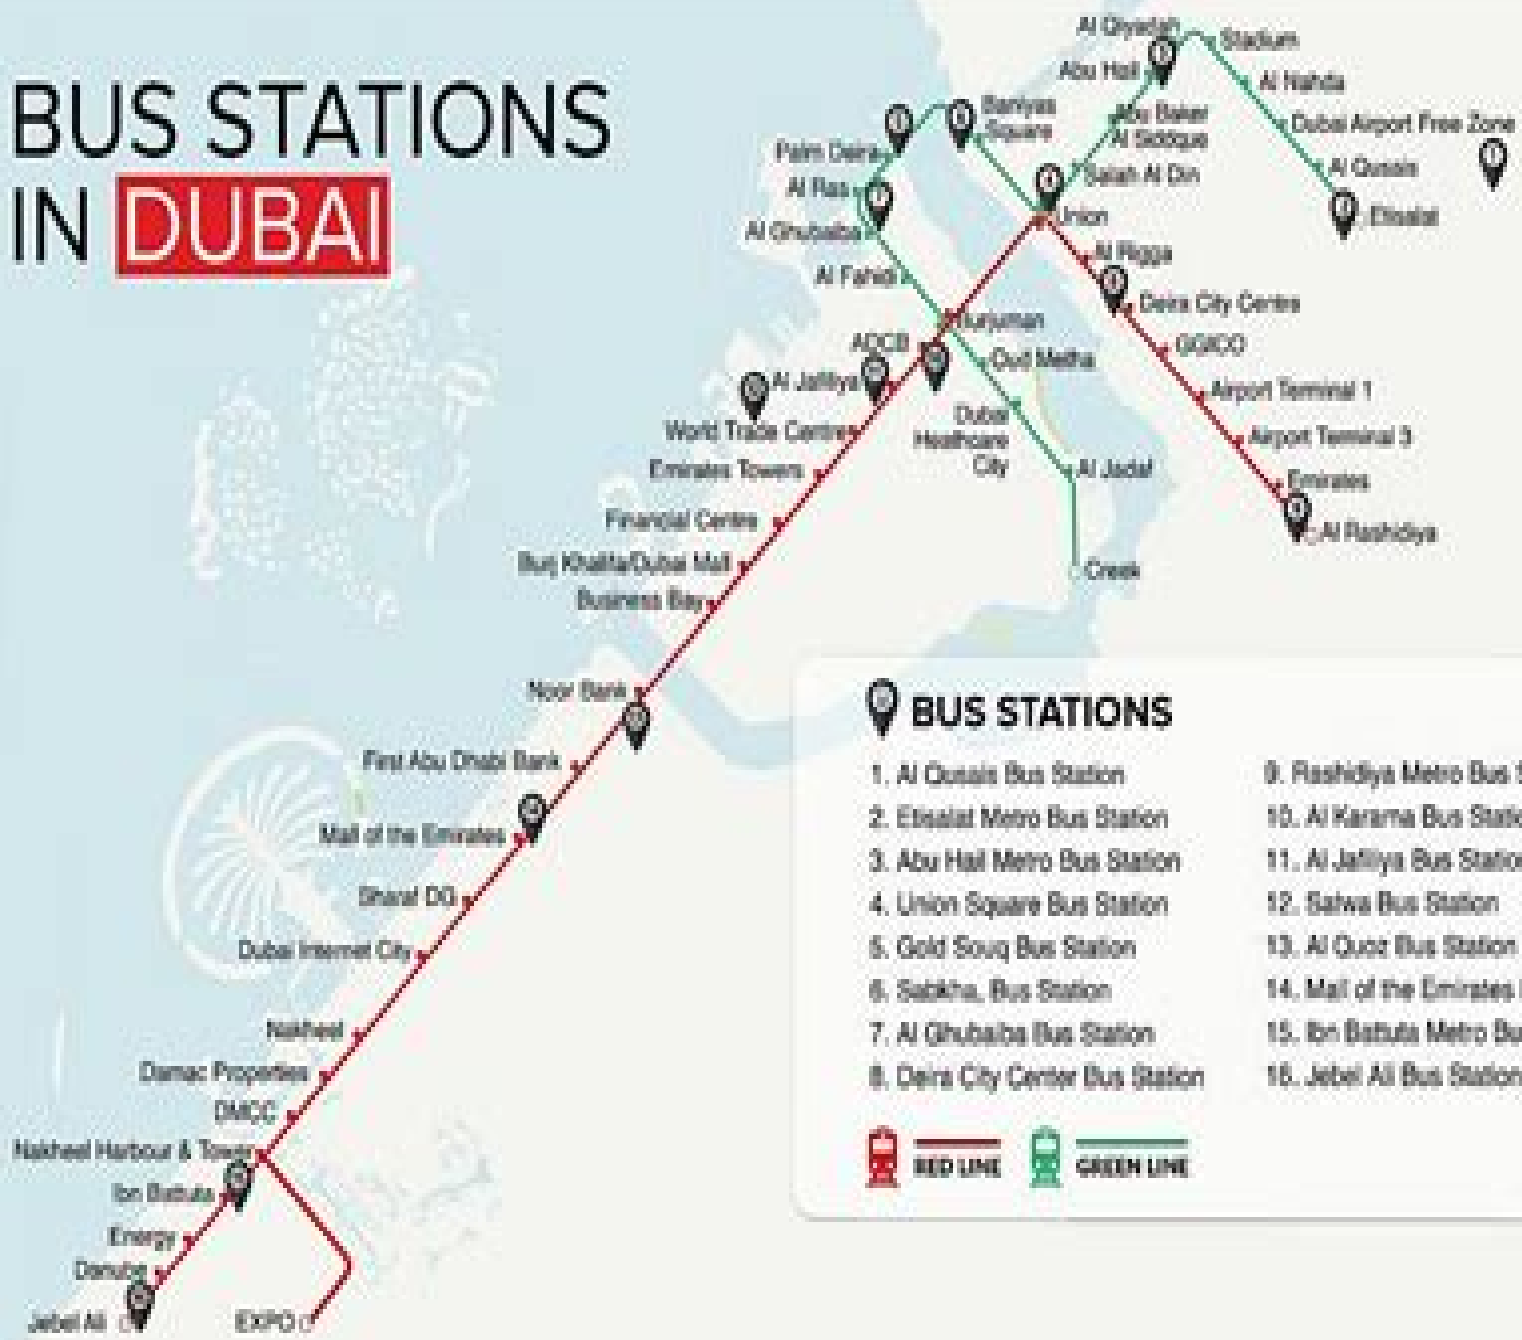 BUS STATIONS
IN DUBAI
Al Qiyadah
Stadium
Abu Hail
Al Nahda
Baniyas
Square
Abu Baker
Al Siddque
Dubai Airport Free Zone
Palm Deira
Al Qusais
Salah Al Din
Al Ras
Etisalat
Union
Al Ghubaiba
Al Rigga
Al Fahidi
Deira City Centre
Burjuman
ADCB
GGICO
Oud Metha
Al Jafiliya
Airport Terminal 1
Dubai
Healthcare
City
World Trade Centre
Airport Terminal 3
Emirates Towers
Al Jadaf
Emirates
Financial Centre
Al Rashidiya
Burj Khalifa/Dubai Mall
Creek
Business Bay
Noor Bank
First Abu Dhabi Bank
Mall of the Emirates
Sharaf DG
Dubai Internet City
Nakheel
Damac Properties
DMCC
Nakheel Harbour & Tower
Ibn Battuta
Energy
Danube
Jebel Ali
EXPO
BUS STATIONS
1. Al Qusais Bus Station
2. Etisalat Metro Bus Station
3. Abu Hail Metro Bus Station
4. Union Square Bus Station
5. Gold Souq Bus Station
6. Sabkha, Bus Station
7. Al Ghubaiba Bus Station
8. Deira City Center Bus Station
9. Rashidiya Metro Bus S
10. Al Karama Bus Statio
11. Al Jafiliya Bus Station
12. Satwa Bus Station
13. Al Quoz Bus Station
14. Mall of the Emirates
15. Ibn Battuta Metro Bu
16. Jebel Ali Bus Station
RED LINE
GREEN LINE